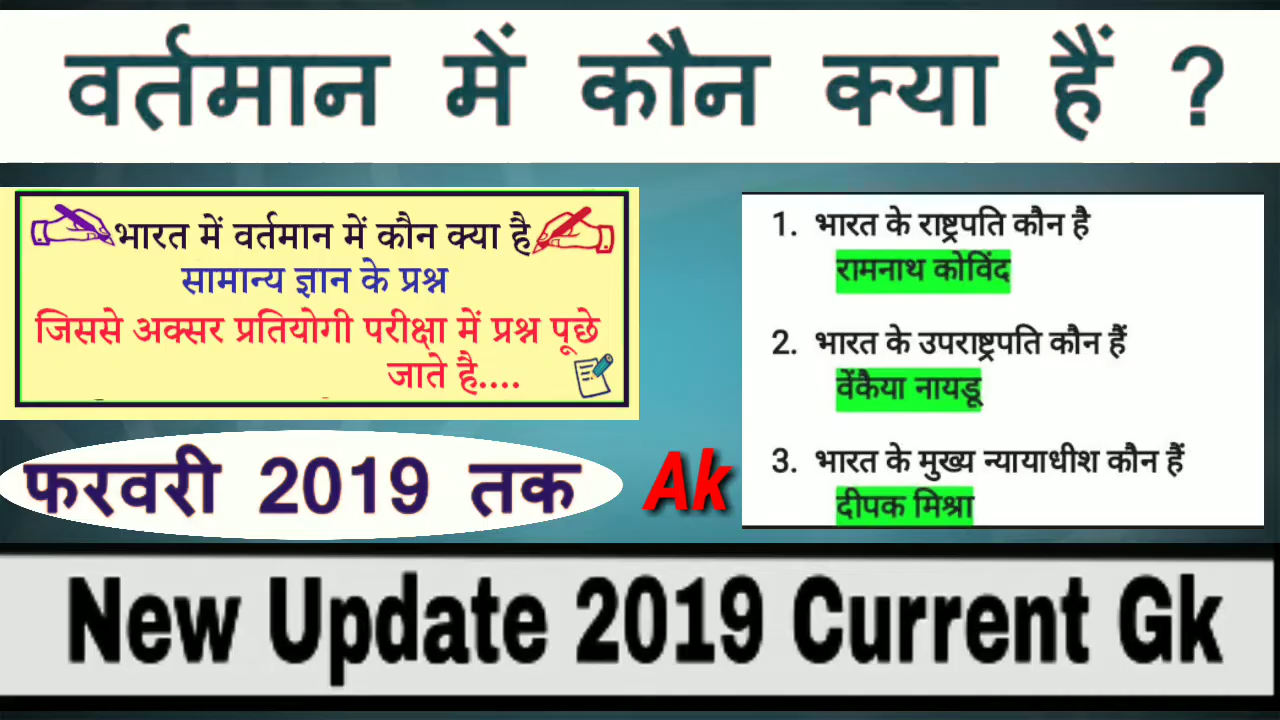 वर्तमान में कौन क्या हैं ?
भारत में वर्तमान में कौन क्या है
सामान्य ज्ञान के प्रश्न
जिससे अक्सर प्रतियोगी परीक्षा में प्रश्न पूछे
जाते है....
फरवरी 2019 तक
Ak
1. भारत के राष्ट्रपति कौन है
रामनाथ कोविंद
2. भारत के उपराष्ट्रपति कौन हैं
वेंकैया नायडू
3. भारत के मुख्य न्यायाधीश कौन हैं
दीपक मिश्रा
New Update 2019 Current Gk